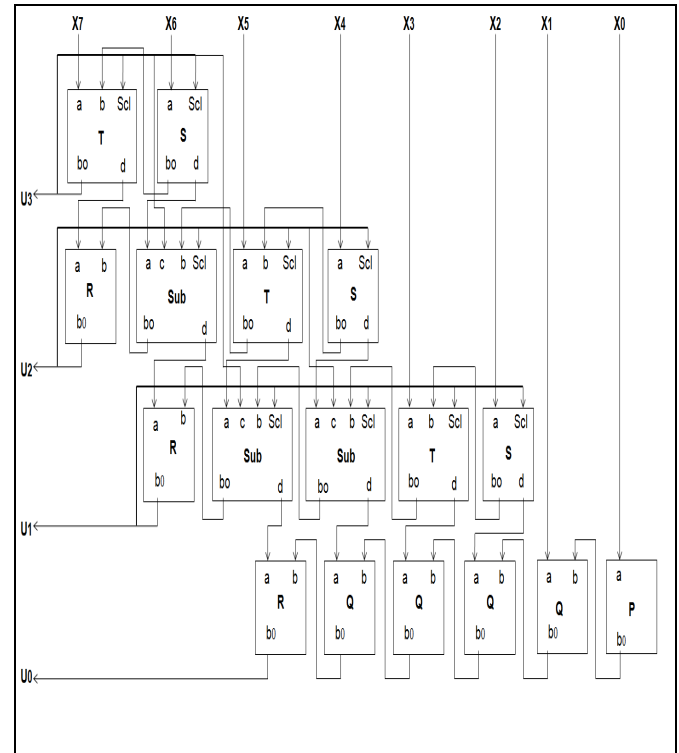 X7 X6 X5 X4 X3 X2 X1 X0
a b Scl a Scl
T S
bo d bo d
U3
a b a c b Scl a b Scl a Scl
R Sub T S
b0 bo d bo d bo d
U2
a b a c b Scl a c b Scl a b Scl a Scl
R Sub Sub T S
b0 bo d bo d bo d bo d
U1
a b a b a b a b a b a
R Q Q Q Q P
b0 b0 b0 b0 b0 b0
U0